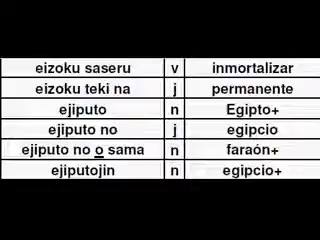 eizoku saseru v inmortalizar
eizoku teki na j permanente
ejiputo n Egipto+
ejiputo no j egipcio
ejiputo no o sama n faraón+
ejiputojin n egipcio+